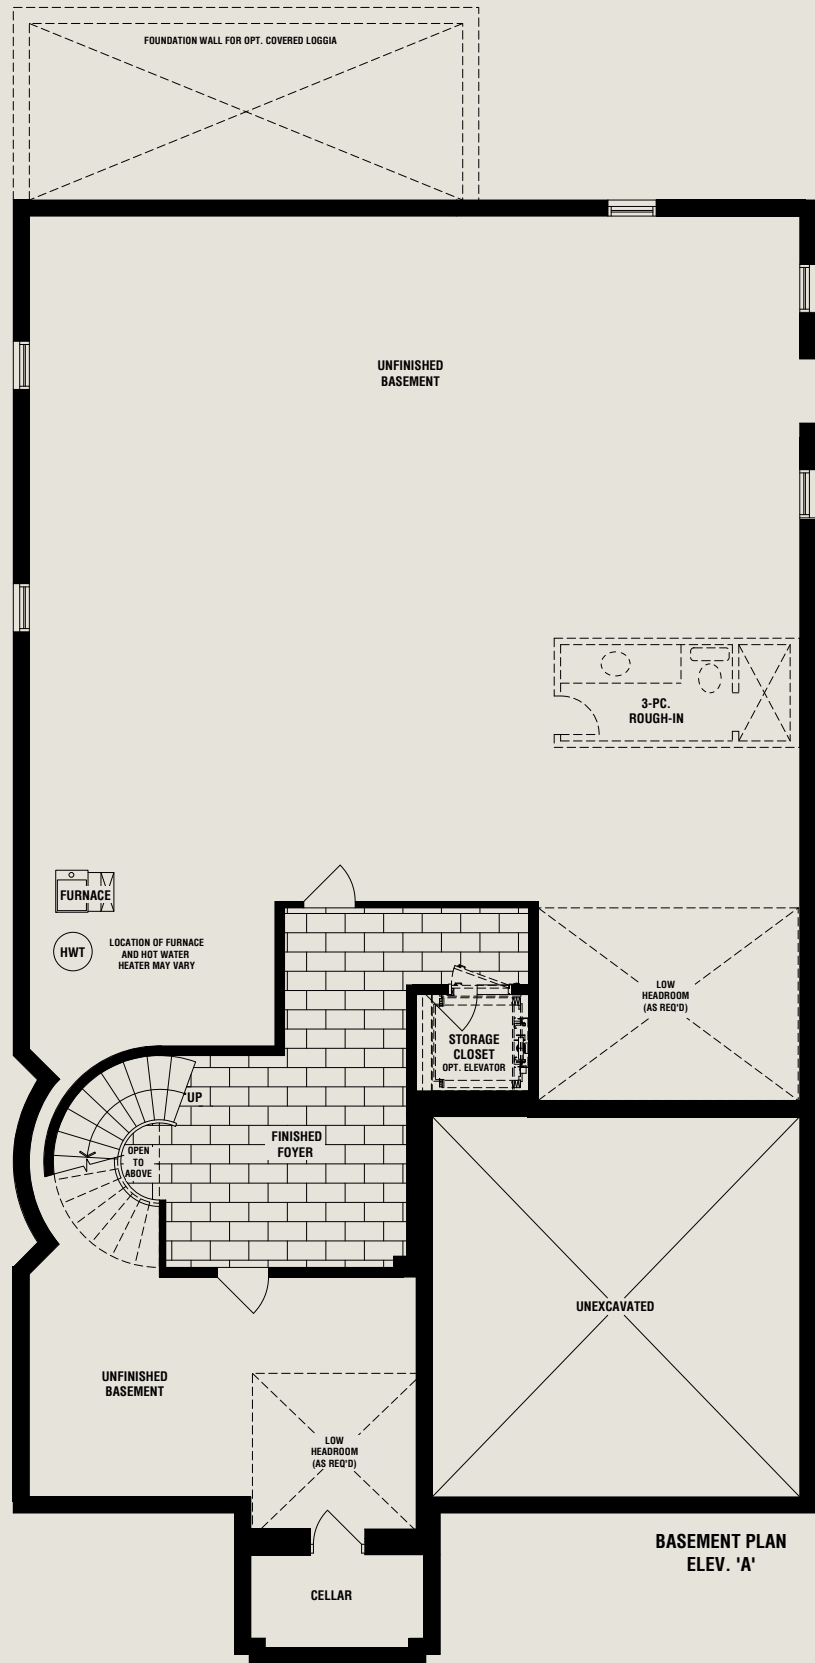 FOUNDATION WALL FOR OPT. COVERED LOGGIA
UNFINISHED
BASEMENT
3-PC.
ROUGH-IN
FURNACE
HWT
LOCATION OF FURNACE
AND HOT WATER
HEATER MAY VARY
LOW
HEADROOM
(AS REQ'D)
STORAGE
CLOSET
OPT. ELEVATOR
UP
OPEN
TO
ABOVE
FINISHED
FOYER
UNEXCAVATED
UNFINISHED
BASEMENT
LOW
HEADROOM
(AS REQ'D)
CELLAR
BASEMENT PLAN
ELEV. 'A'